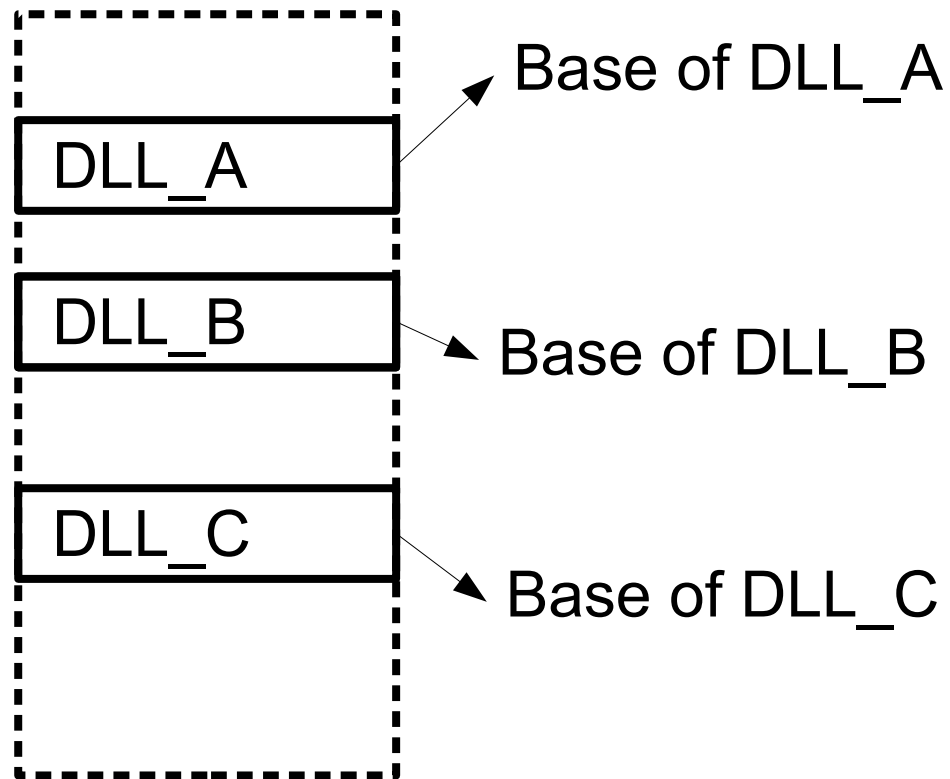 Base of DLL_A
DLL_A
DLL_B
Base of DLL_B
DLL_C
Base of DLL_C